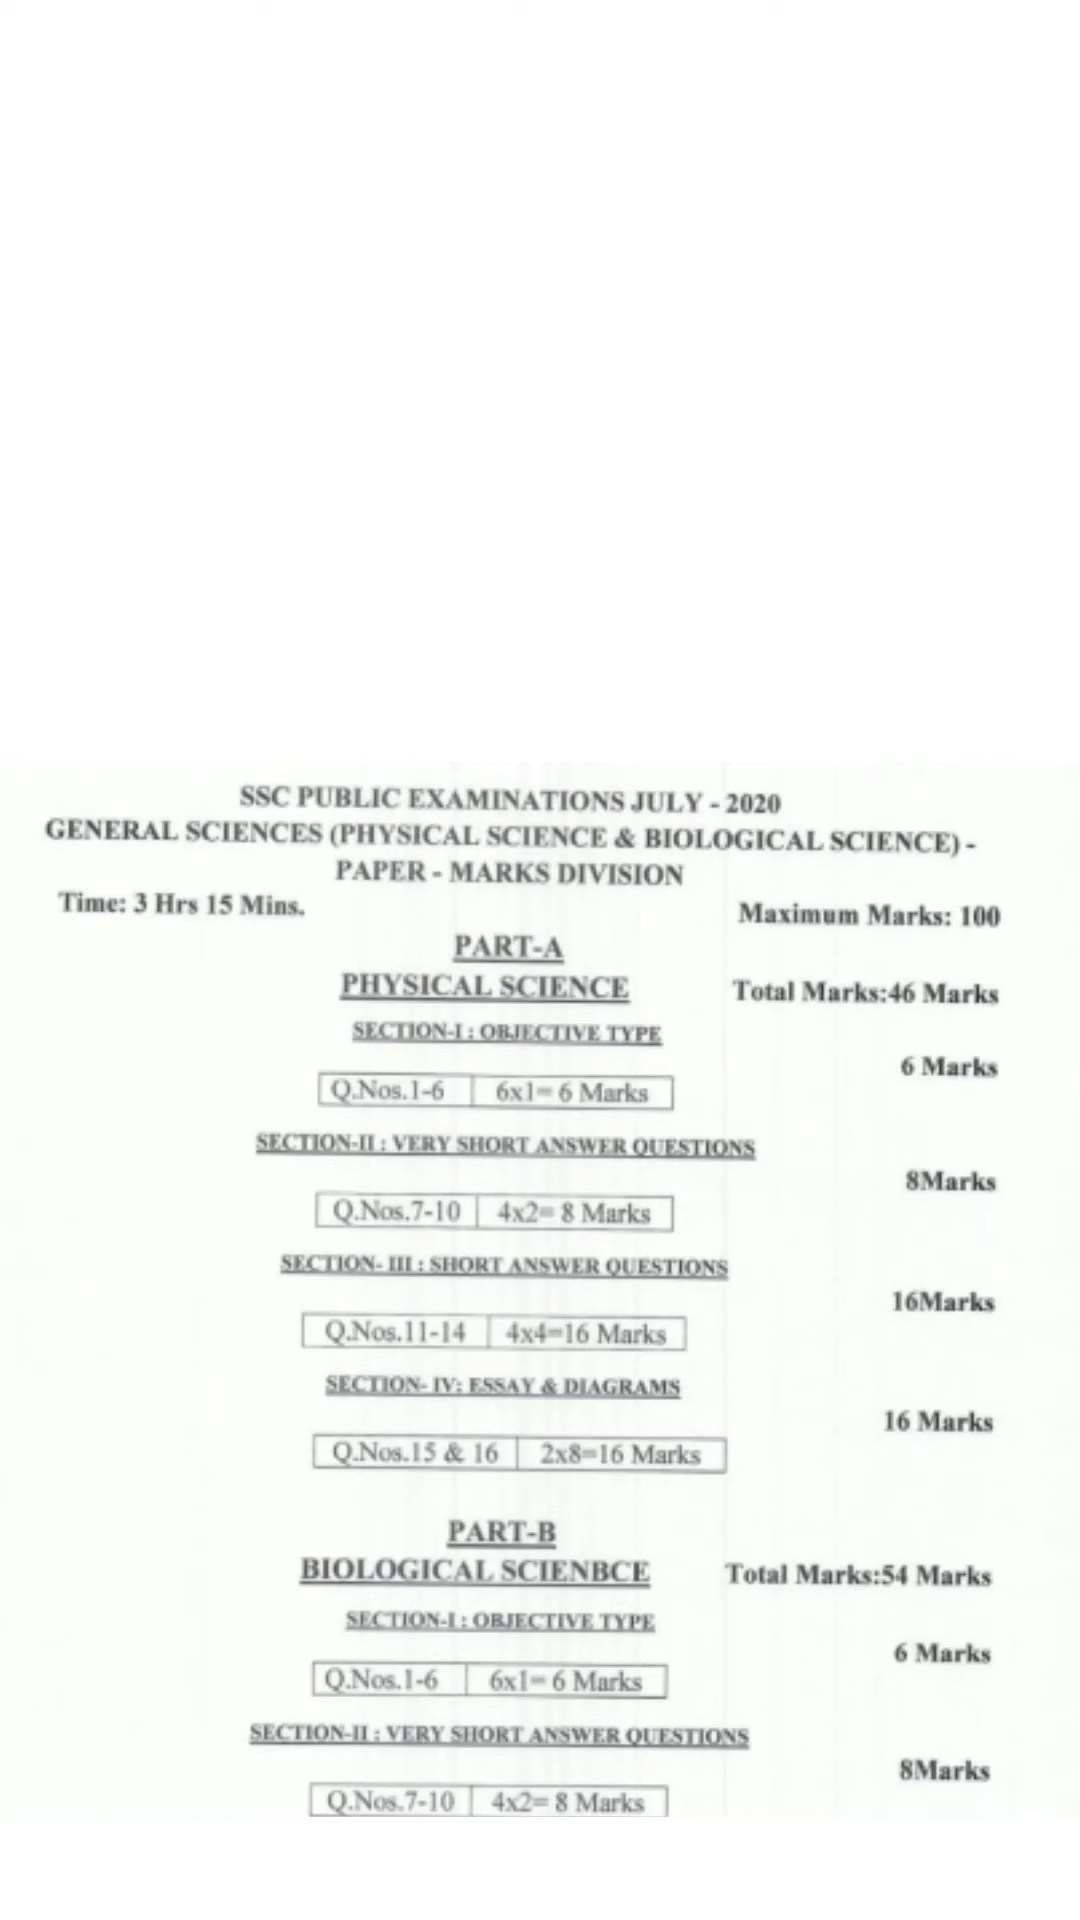 SSC PUBLIC EXAMINATIONS JULY - 2020
GENERAL SCIENCES (PHYSICAL SCIENCE & BIOLOGICAL SCIENCE) -
PAPER - MARKS DIVISION
Time: 3 Hrs 15 Mins.
Maximum Marks: 100
PART-A
PHYSICAL SCIENCE Total Marks:46 Marks
SECTION-I : OBJECTIVE TYPE
6 Marks
Q.Nos.1-6 6x1= 6 Marks
SECTION-II : VERY SHORT ANSWER QUESTIONS
8Marks
Q.Nos.7-10 4x2= 8 Marks
SECTION- III : SHORT ANSWER QUESTIONS
16Marks
Q.Nos.11-14 4x4=16 Marks
SECTION- IV: ESSAY & DIAGRAMS
16 Marks
Q.Nos.15 & 16 2x8=16 Marks
PART-B
BIOLOGICAL SCIENBCE Total Marks:54 Marks
SECTION-I : OBJECTIVE TYPE
6 Marks
Q.Nos.1-6 6x1= 6 Marks
SECTION-II : VERY SHORT ANSWER QUESTIONS
8Marks
Q.Nos.7-10 4x2= 8 Marks